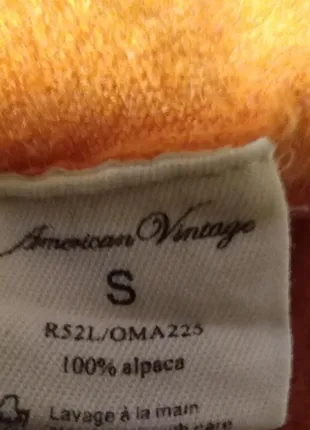 American Vintage
S
R52L/OMA225
100% alpaca
Lavage à la main